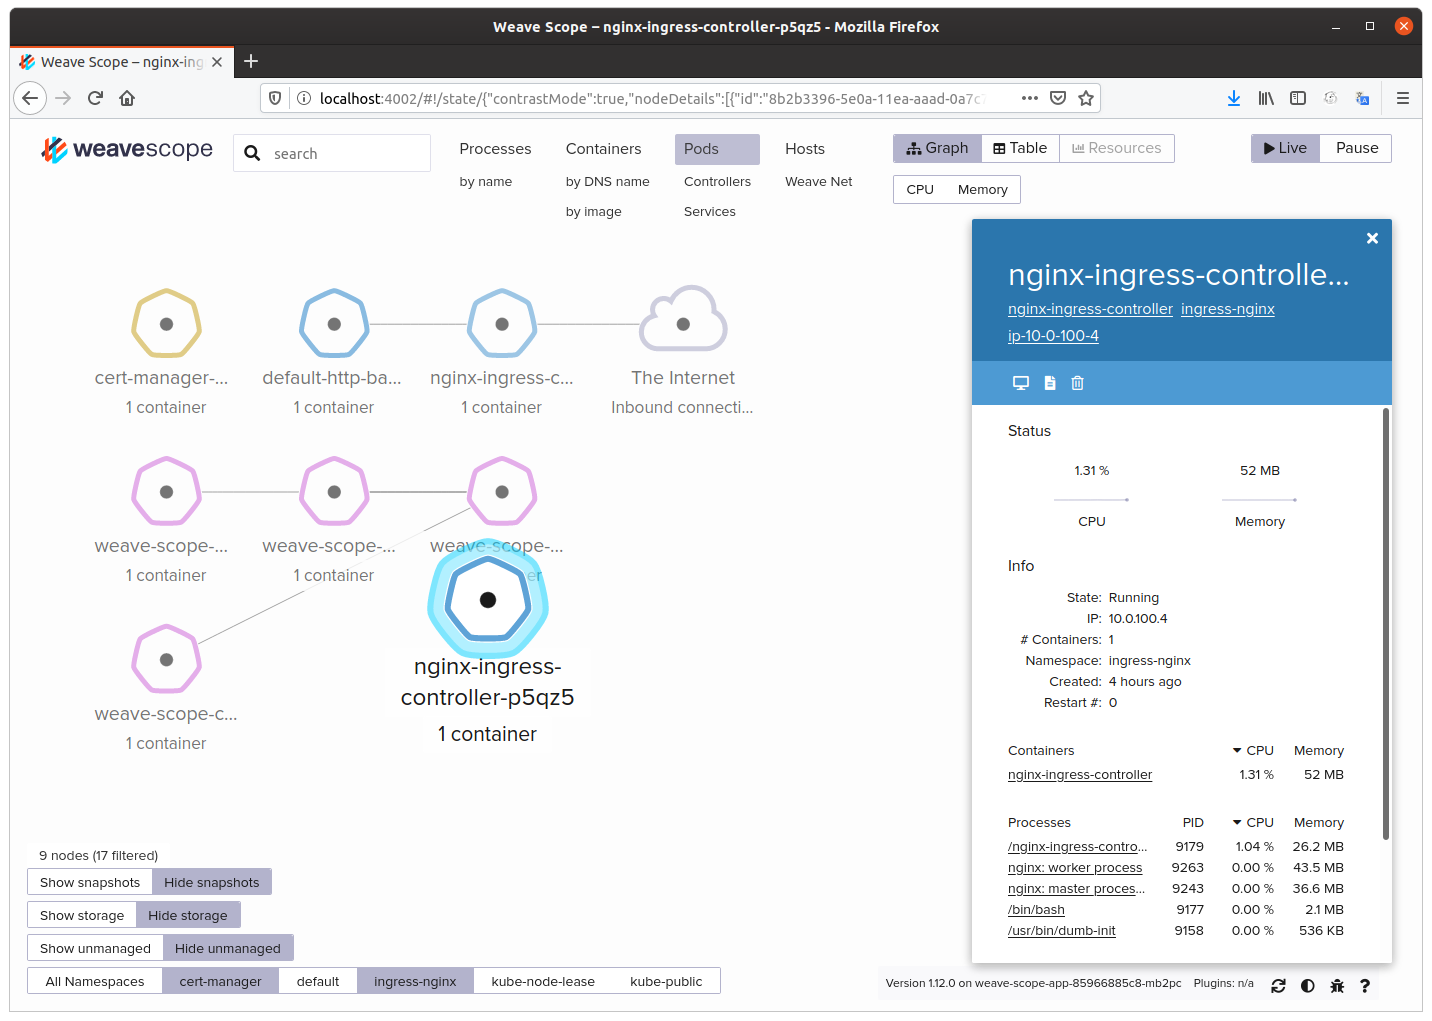 Weave Scope – nginx-ingress-controller-p5qz5 - Mozilla Firefox
Weave Scope – nginx-ing
localhost:4002/#!/state/{"contrastMode":true,"nodeDetails":[{"id":"8b2b3396-5e0a-11ea-aaad-0a7c7
weavescope
search
Processes Containers Pods Hosts
by name by DNS name Controllers Weave Net
by image Services
Graph Table Resources
Live Pause
CPU Memory
cert-manager-... default-http-ba... nginx-ingress-c... The Internet
1 container 1 container 1 container Inbound connecti...
weave-scope-... weave-scope-... weave-scope-...
1 container 1 container
nginx-ingress-
controller-p5qz5
1 container
weave-scope-c...
1 container
nginx-ingress-controlle...
nginx-ingress-controller ingress-nginx
ip-10-0-100-4
Status
1.31 % 52 MB
CPU Memory
Info
State: Running
IP: 10.0.100.4
# Containers: 1
Namespace: ingress-nginx
Created: 4 hours ago
Restart #: 0
Containers CPU Memory
nginx-ingress-controller 1.31 % 52 MB
Processes PID CPU Memory
/nginx-ingress-contro... 9179 1.04 % 26.2 MB
nginx: worker process 9263 0.00 % 43.5 MB
nginx: master proces... 9243 0.00 % 36.6 MB
/bin/bash 9177 0.00 % 2.1 MB
/usr/bin/dumb-init 9158 0.00 % 536 KB
9 nodes (17 filtered)
Show snapshots Hide snapshots
Show storage Hide storage
Show unmanaged Hide unmanaged
All Namespaces cert-manager default ingress-nginx kube-node-lease kube-public
Version 1.12.0 on weave-scope-app-85966885c8-mb2pc Plugins: n/a